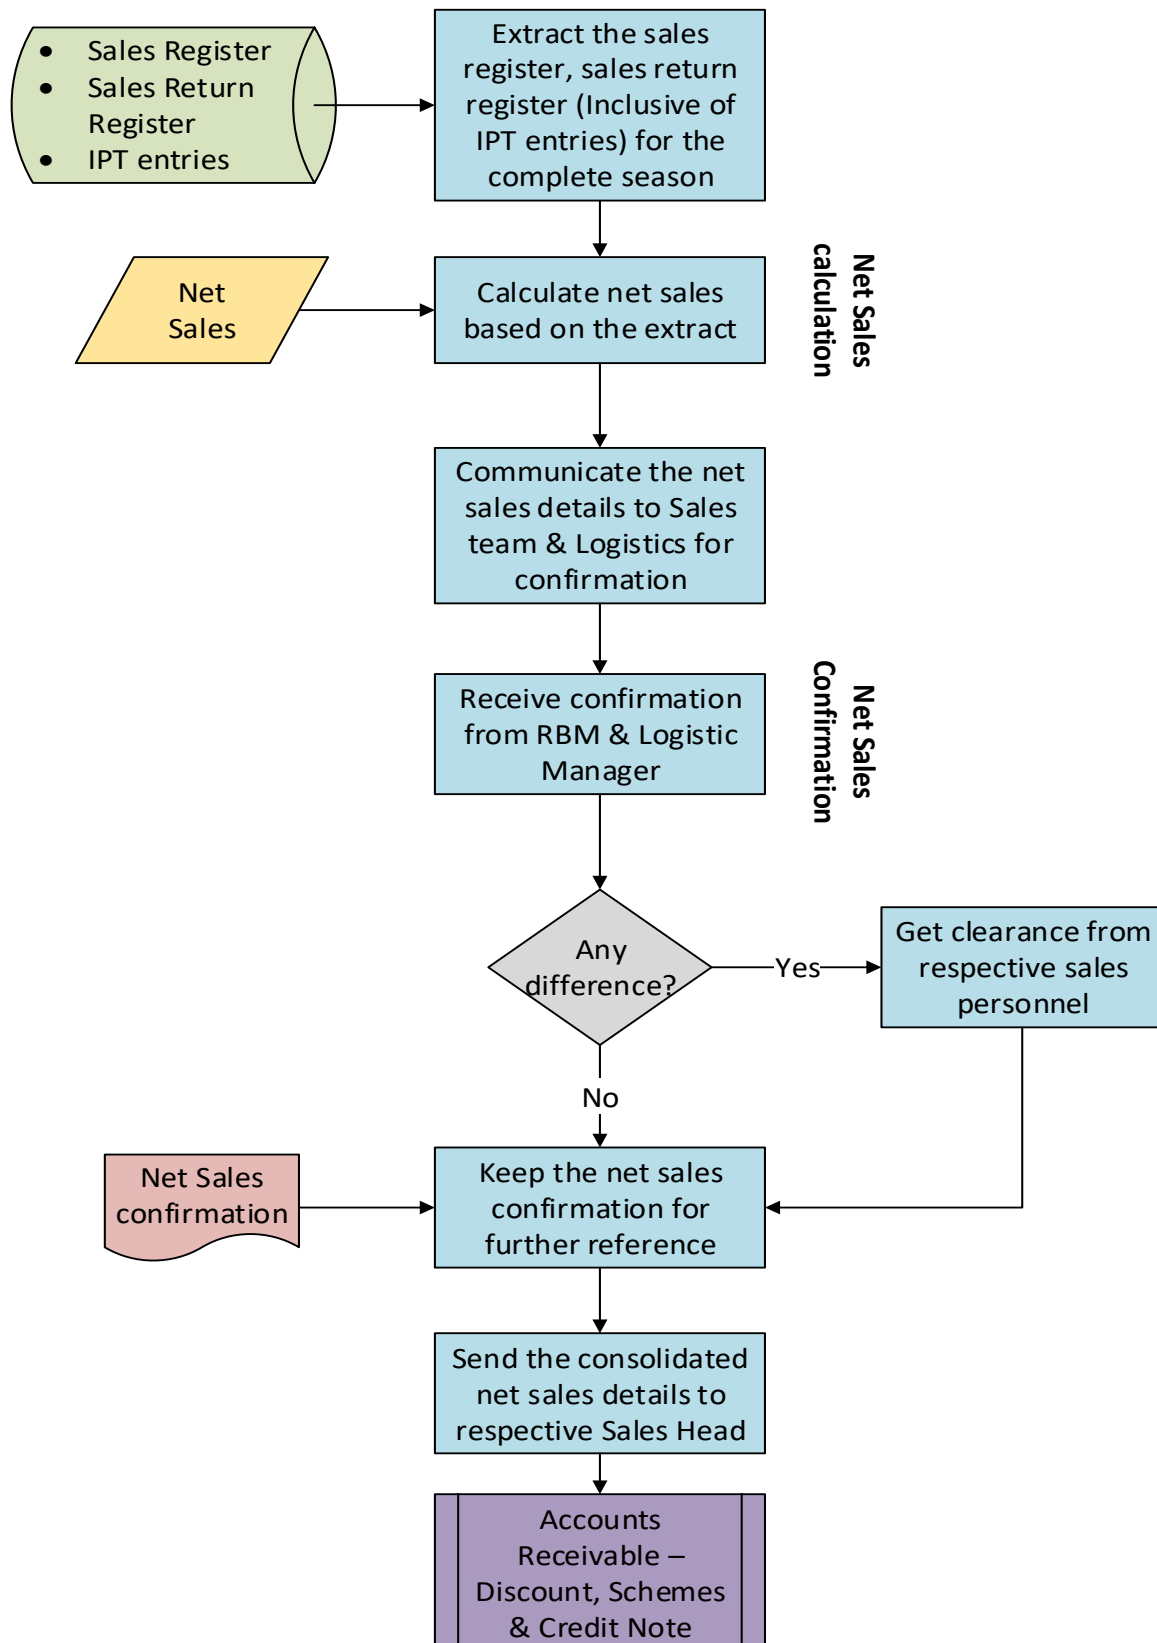 • Sales Register
• Sales Return
Register
• IPT entries
Extract the sales
register, sales return
register (Inclusive of
IPT entries) for the
complete season
Net Sales
calculation
Net
Sales
Calculate net sales
based on the extract
Communicate the net
sales details to Sales
team & Logistics for
confirmation
Net Sales
Confirmation
Receive confirmation
from RBM & Logistic
Manager
Any
difference?
Yes
Get clearance from
respective sales
personnel
No
Net Sales
confirmation
Keep the net sales
confirmation for
further reference
Send the consolidated
net sales details to
respective Sales Head
Accounts
Receivable –
Discount, Schemes
& Credit Note